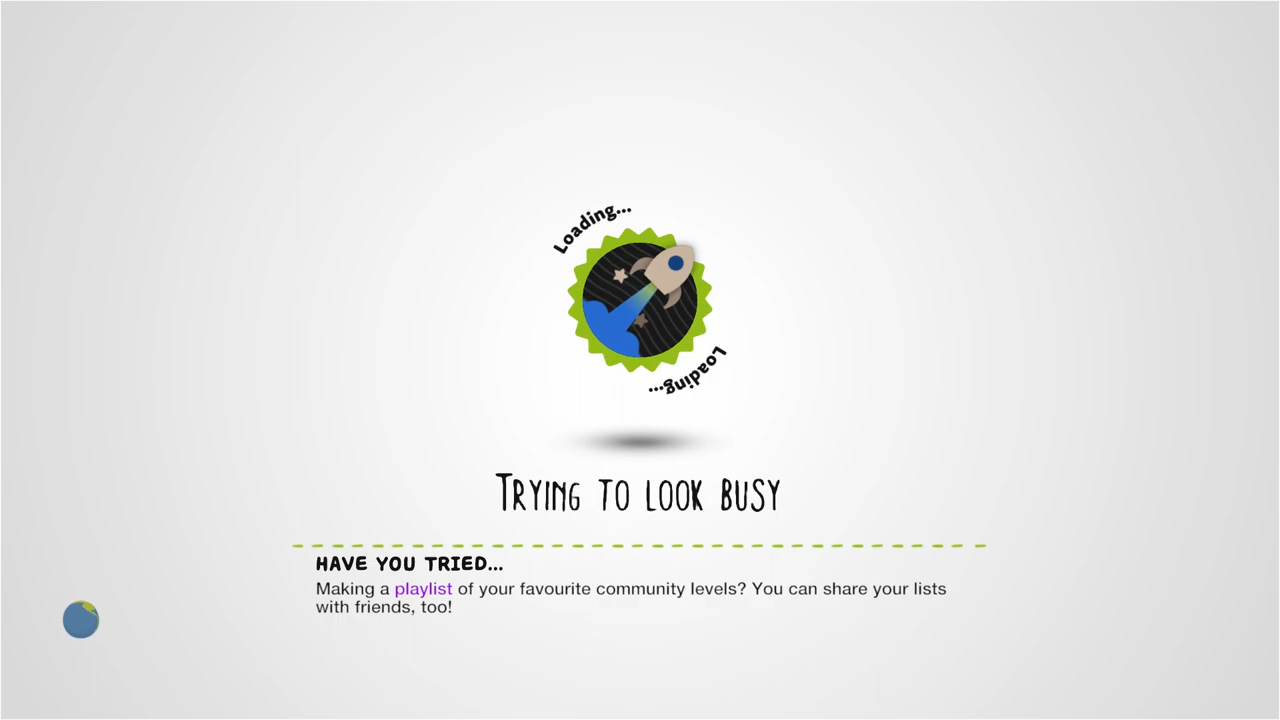 Loading...
Loading...
Trying to look busy
HAVE YOU TRIED...
Making a playlist of your favourite community levels? You can share your lists
with friends, too!